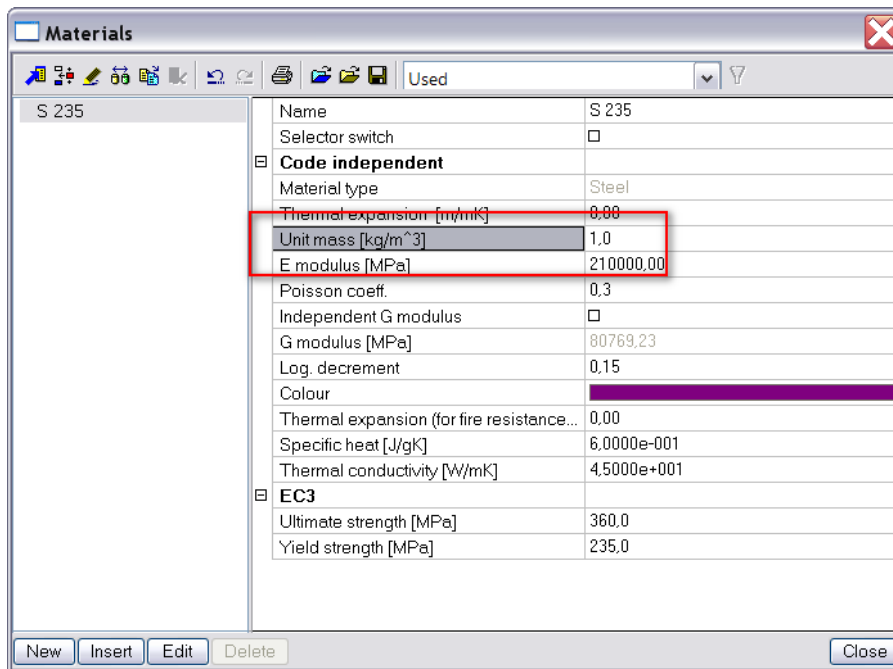 Materials
Used
S 235
Name S 235
Selector switch
Code independent
Material type Steel
Thermal expansion [m/mK] 0,00
Unit mass [kg/m^3] 1,0
E modulus [MPa] 210000,00
Poisson coeff. 0,3
Independent G modulus
G modulus [MPa] 80769,23
Log. decrement 0,15
Colour
Thermal expansion (for fire resistance... 0,00
Specific heat [J/gK] 6,0000e-001
Thermal conductivity [W/mK] 4,5000e+001
EC3
Ultimate strength [MPa] 360,0
Yield strength [MPa] 235,0
New Insert Edit Delete Close